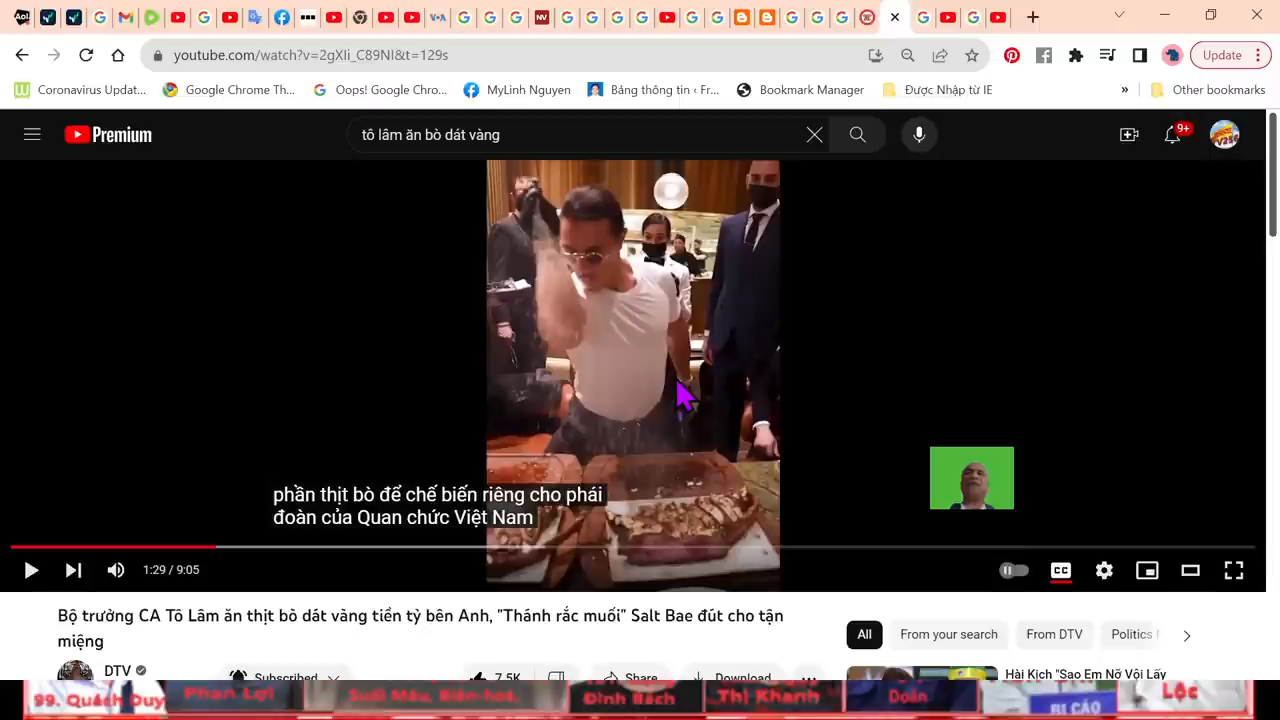 youtube.com/watch?v=2gXIi_C89NI&t=129s
Update
Coronavirus Updat...
Google Chrome Th...
Oops! Google Chro...
MyLinh Nguyen
Bảng thông tin ‹ Fr...
Bookmark Manager
Được Nhập từ IE
»
Other bookmarks
Premium
tô lâm ăn bò dát vàng
9+
phần thịt bò để chế biến riêng cho phái
đoàn của Quan chức Việt Nam
1:29 / 9:05
CC
Bộ trưởng CA Tô Lâm ăn thịt bò dát vàng tiền tỷ bên Anh, "Thánh rắc muối" Salt Bae đút cho tận
miệng
All
From your search
From DTV
Politics
DTV
Subscribed
7.5K
Share
Download
Hài Kịch "Sao Em Nỡ Vội Lấy
99. Quách Duy
Phan Lợi
Đình Bách
Thị Khanh
Đoàn
Lộc